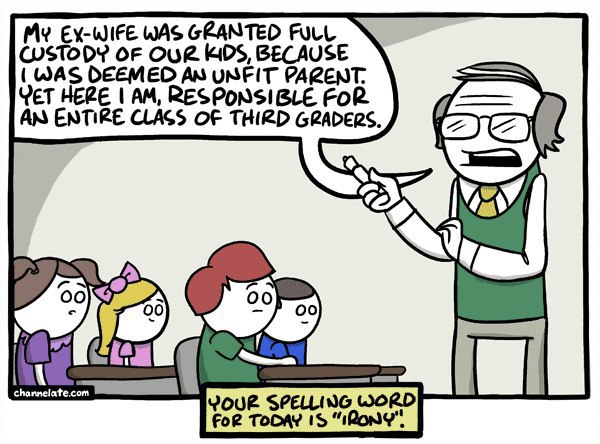 MY EX-WIFE WAS GRANTED FULL
CUSTODY OF OUR KIDS, BECAUSE
I WAS DEEMED AN UNFIT PARENT.
YET HERE I AM, RESPONSIBLE FOR
AN ENTIRE CLASS OF THIRD GRADERS.
channelate.com
YOUR SPELLING WORD
FOR TODAY IS "IRONY".